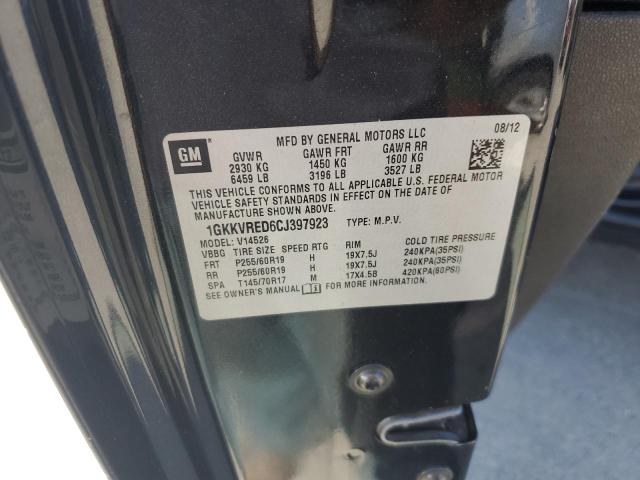 GM
MFD BY GENERAL MOTORS LLC
08/12
GVWR GAWR FRT GAWR RR
2930 KG 1450 KG 1600 KG
6459 LB 3196 LB 3527 LB
THIS VEHICLE CONFORMS TO ALL APPLICABLE U.S. FEDERAL MOTOR
VEHICLE SAFETY STANDARDS IN EFFECT ON THE DATE OF
MANUFACTURE SHOWN ABOVE.
1GKKVRED6CJ397923 TYPE: M.P.V.
MODEL: V14526
VBBG TIRE SIZE SPEED RTG RIM COLD TIRE PRESSURE
FRT P255/60R19 H 19X7.5J 240KPA(35PSI)
RR P255/60R19 H 19X7.5J 240KPA(35PSI)
SPA T145/70R17 M 17X4.5B 420KPA(60PSI)
SEE OWNER'S MANUAL FOR MORE INFORMATION.